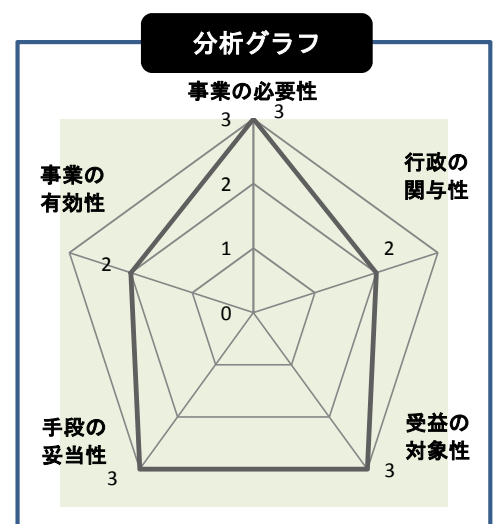 分析グラフ
事業の必要性
3
3
事業の
有効性
行政の
関与性
2
2
2
1
0
手段の
妥当性
3
受益の
対象性
3